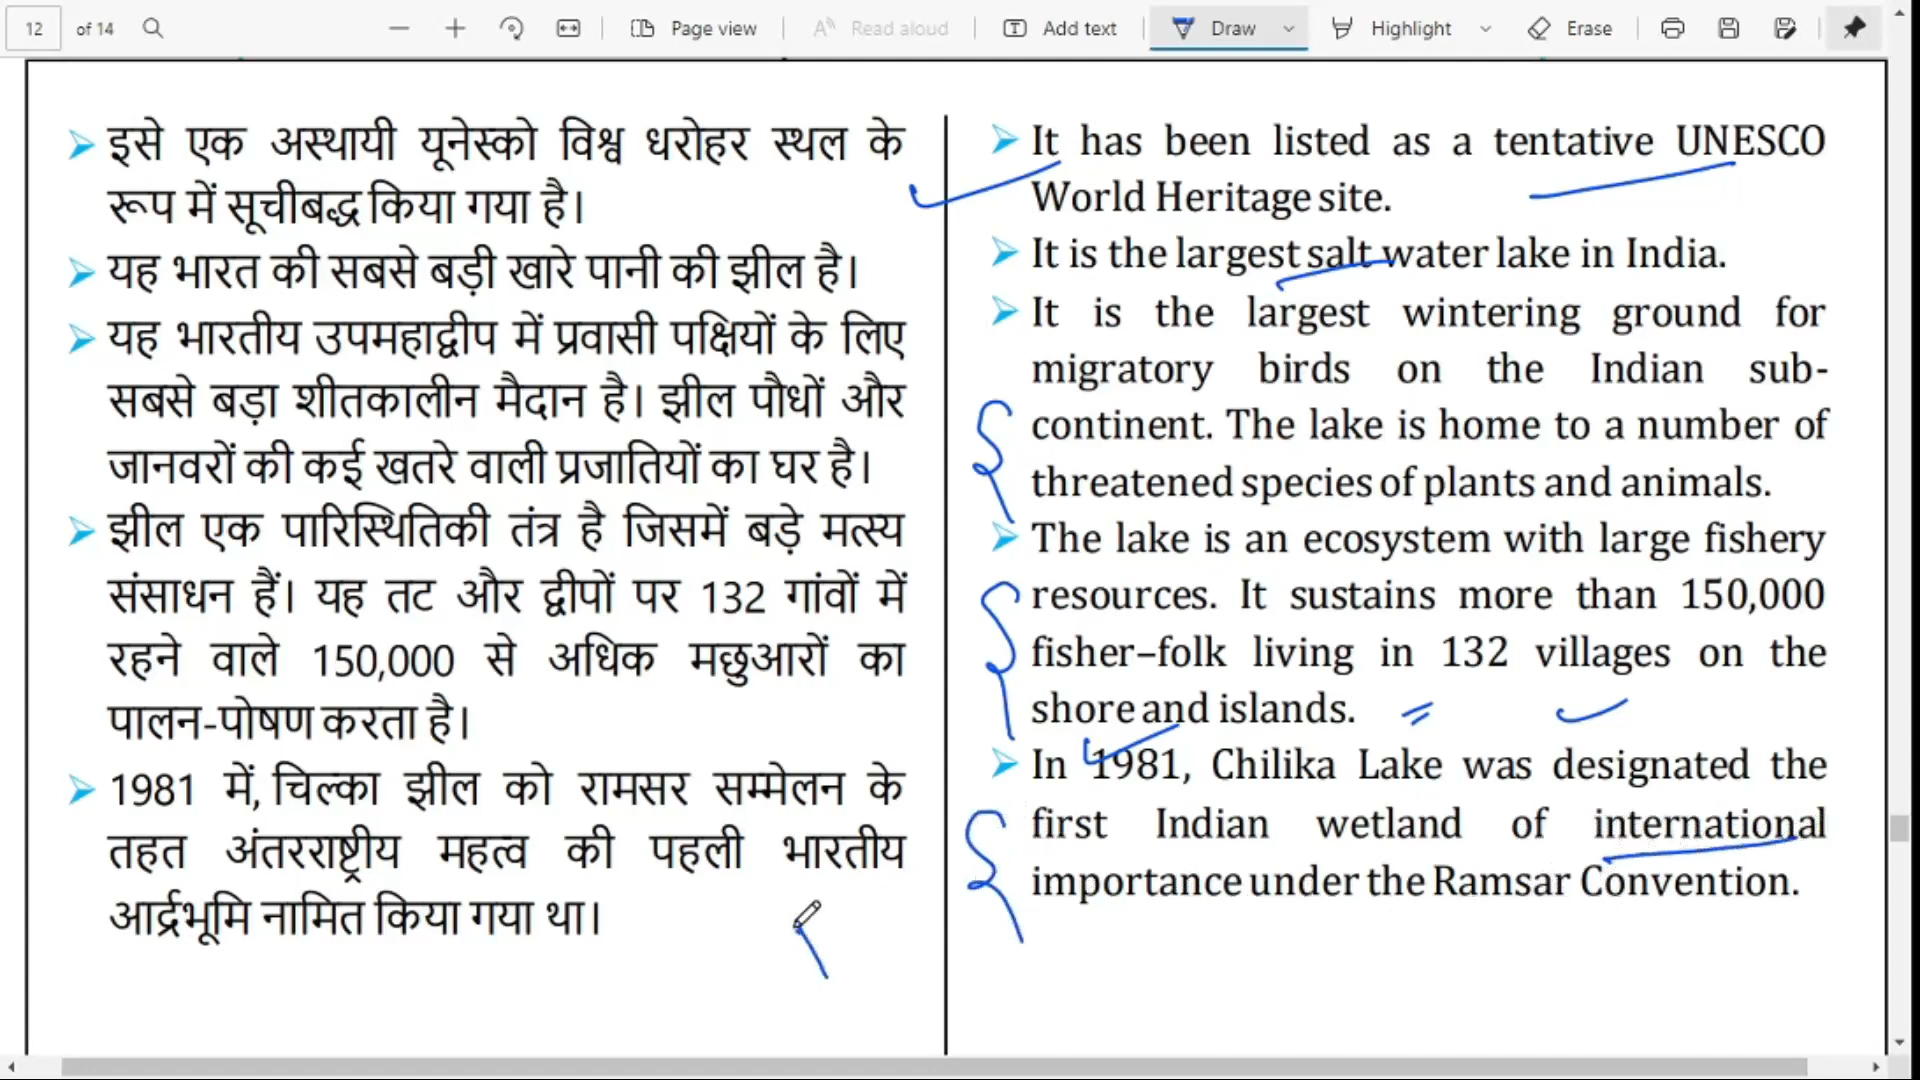 12 of 14 Page view Read aloud Add text Draw Highlight Erase
इसे एक अस्थायी यूनेस्को विश्व धरोहर स्थल के
रूप में सूचीबद्ध किया गया है।
यह भारत की सबसे बड़ी खारे पानी की झील है।
यह भारतीय उपमहाद्वीप में प्रवासी पक्षियों के लिए
सबसे बड़ा शीतकालीन मैदान है। झील पौधों और
जानवरों की कई खतरे वाली प्रजातियों का घर है।
झील एक पारिस्थितिकी तंत्र है जिसमें बड़े मत्स्य
संसाधन हैं। यह तट और द्वीपों पर 132 गांवों में
रहने वाले 150,000 से अधिक मछुआरों का
पालन-पोषण करता है।
1981 में, चिल्का झील को रामसर सम्मेलन के
तहत अंतरराष्ट्रीय महत्व की पहली भारतीय
आर्द्रभूमि नामित किया गया था।
It has been listed as a tentative UNESCO
World Heritage site.
It is the largest salt water lake in India.
It is the largest wintering ground for
migratory birds on the Indian sub-
continent. The lake is home to a number of
threatened species of plants and animals.
The lake is an ecosystem with large fishery
resources. It sustains more than 150,000
fisher–folk living in 132 villages on the
shore and islands.
In 1981, Chilika Lake was designated the
first Indian wetland of international
importance under the Ramsar Convention.